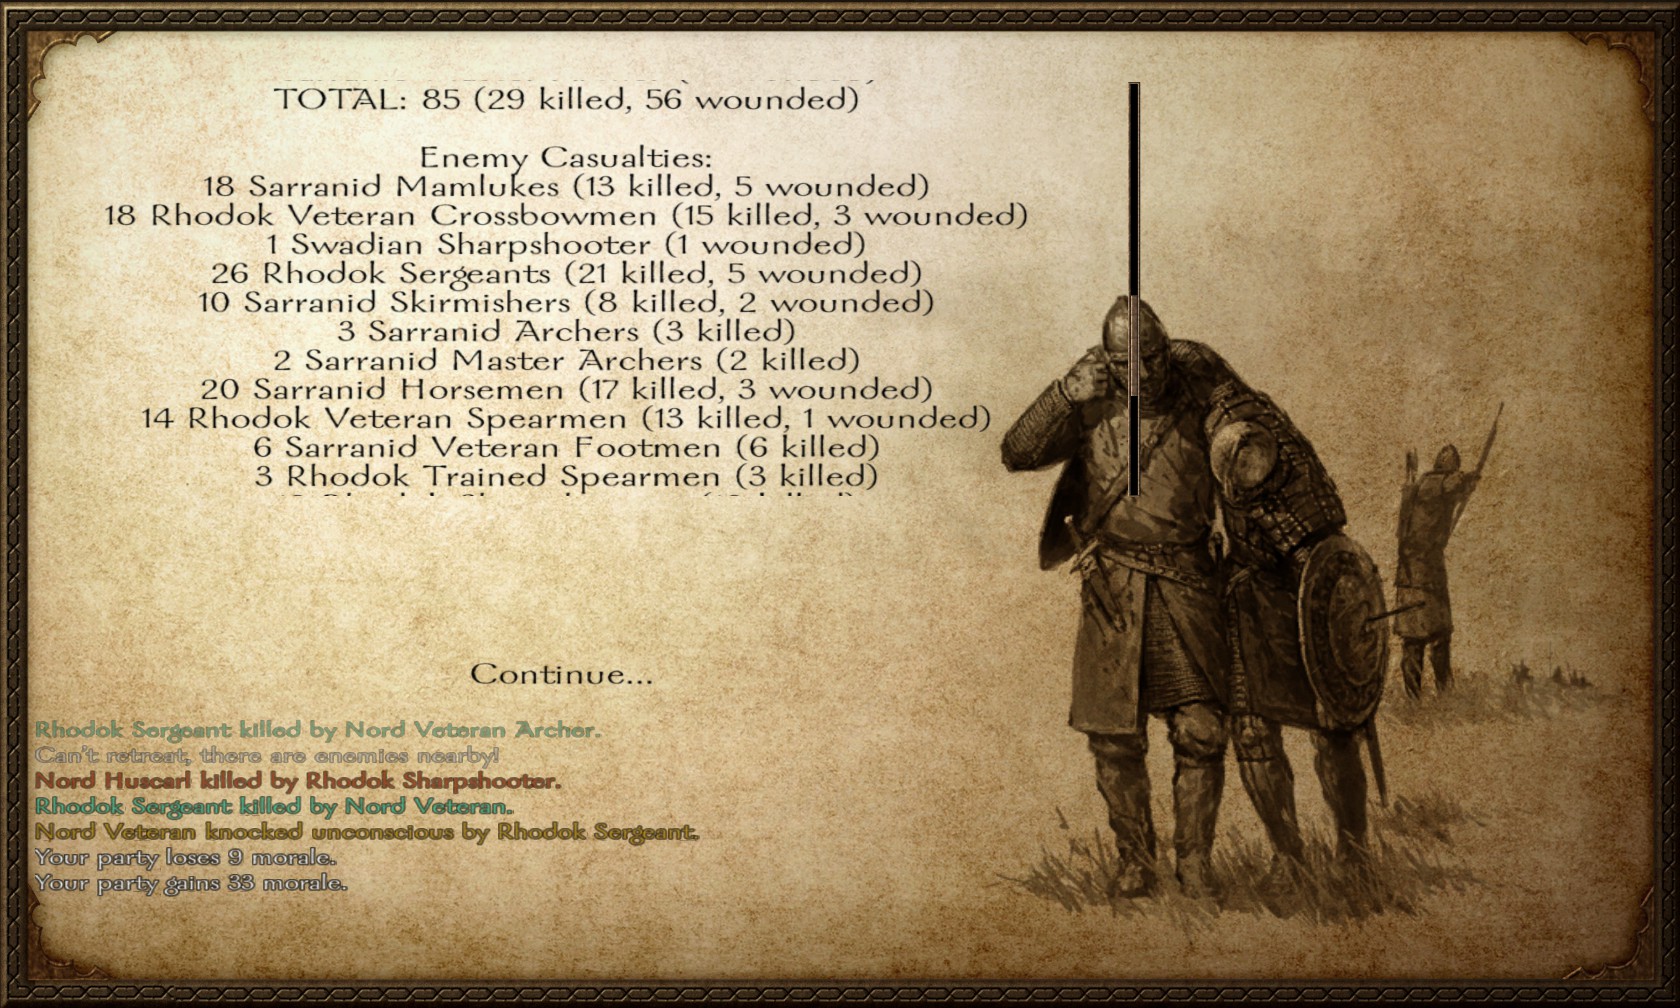 TOTAL: 85 (29 killed, 56 wounded)
Enemy Casualties:
18 Sarranid Mamlukes (13 killed, 5 wounded)
18 Rhodok Veteran Crossbowmen (15 killed, 3 wounded)
1 Swadian Sharpshooter (1 wounded)
26 Rhodok Sergeants (21 killed, 5 wounded)
10 Sarranid Skirmishers (8 killed, 2 wounded)
3 Sarranid Archers (3 killed)
2 Sarranid Master Archers (2 killed)
20 Sarranid Horsemen (17 killed, 3 wounded)
14 Rhodok Veteran Spearmen (13 killed, 1 wounded)
6 Sarranid Veteran Footmen (6 killed)
3 Rhodok Trained Spearmen (3 killed)
Continue...
Rhodok Sergeant killed by Nord Veteran Archer.
Can't retreat, there are enemies nearby!
Nord Huscarl killed by Rhodok Sharpshooter.
Rhodok Sergeant killed by Nord Veteran.
Nord Veteran knocked unconscious by Rhodok Sergeant.
Your party loses 9 morale.
Your party gains 33 morale.